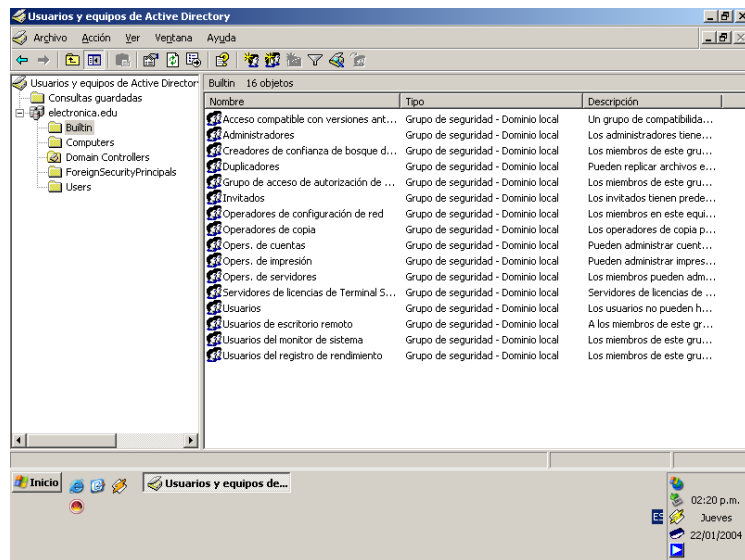 Usuarios y equipos de Active Directory
Archivo Acción Ver Ventana Ayuda
Usuarios y equipos de Active Director
Consultas guardadas
electronica.edu
Builtin
Computers
Domain Controllers
ForeignSecurityPrincipals
Users
Builtin 16 objetos
Nombre Tipo Descripción
Acceso compatible con versiones ant... Grupo de seguridad - Dominio local Un grupo de compatibilida...
Administradores Grupo de seguridad - Dominio local Los administradores tiene...
Creadores de confianza de bosque d... Grupo de seguridad - Dominio local Los miembros de este gru...
Duplicadores Grupo de seguridad - Dominio local Pueden replicar archivos e...
Grupo de acceso de autorización de ... Grupo de seguridad - Dominio local Los miembros de este gru...
Invitados Grupo de seguridad - Dominio local Los invitados tienen prede...
Operadores de configuración de red Grupo de seguridad - Dominio local Los miembros en este equi...
Operadores de copia Grupo de seguridad - Dominio local Los operadores de copia p...
Opers. de cuentas Grupo de seguridad - Dominio local Pueden administrar cuent...
Opers. de impresión Grupo de seguridad - Dominio local Pueden administrar impres...
Opers. de servidores Grupo de seguridad - Dominio local Los miembros pueden adm...
Servidores de licencias de Terminal S... Grupo de seguridad - Dominio local Servidores de licencias de ...
Usuarios Grupo de seguridad - Dominio local Los usuarios no pueden h...
Usuarios de escritorio remoto Grupo de seguridad - Dominio local A los miembros de este gr...
Usuarios del monitor de sistema Grupo de seguridad - Dominio local Los miembros de este gru...
Usuarios del registro de rendimiento Grupo de seguridad - Dominio local Los miembros de este gru...
Inicio Usuarios y equipos de...
ES
02:20 p.m.
Jueves
22/01/2004